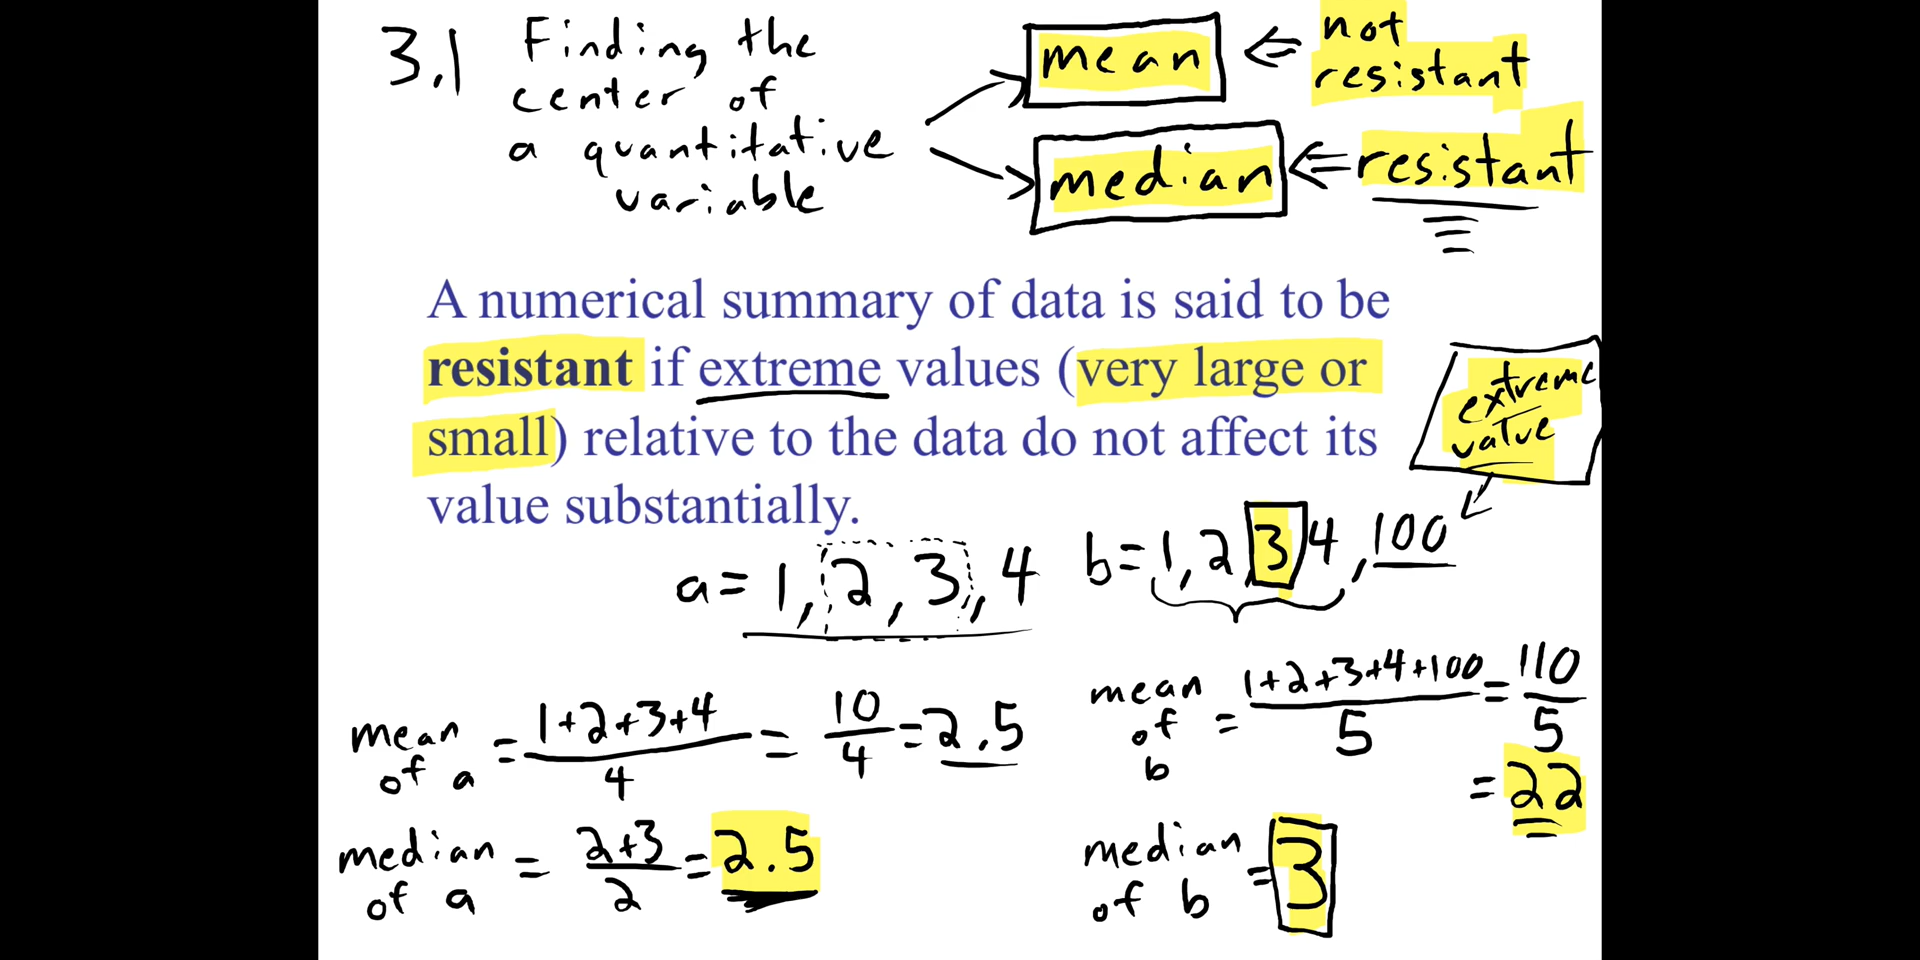 3.1 Finding the
center of
a quantitative
variable
mean ⇐ not
resistant
median ⇐ resistant
A numerical summary of data is said to be
resistant if extreme values (very large or
small) relative to the data do not affect its
value substantially.
extreme
value
a = 1, 2, 3, 4
b = 1, 2 3 4, 100
mean
of a = 1+2+3+4 / 4 = 10 / 4 = 2.5
median
of a = 2+3 / 2 = 2.5
mean
of
b = 1+2+3+4+100 / 5 = 110 / 5
= 22
median
of b = 3